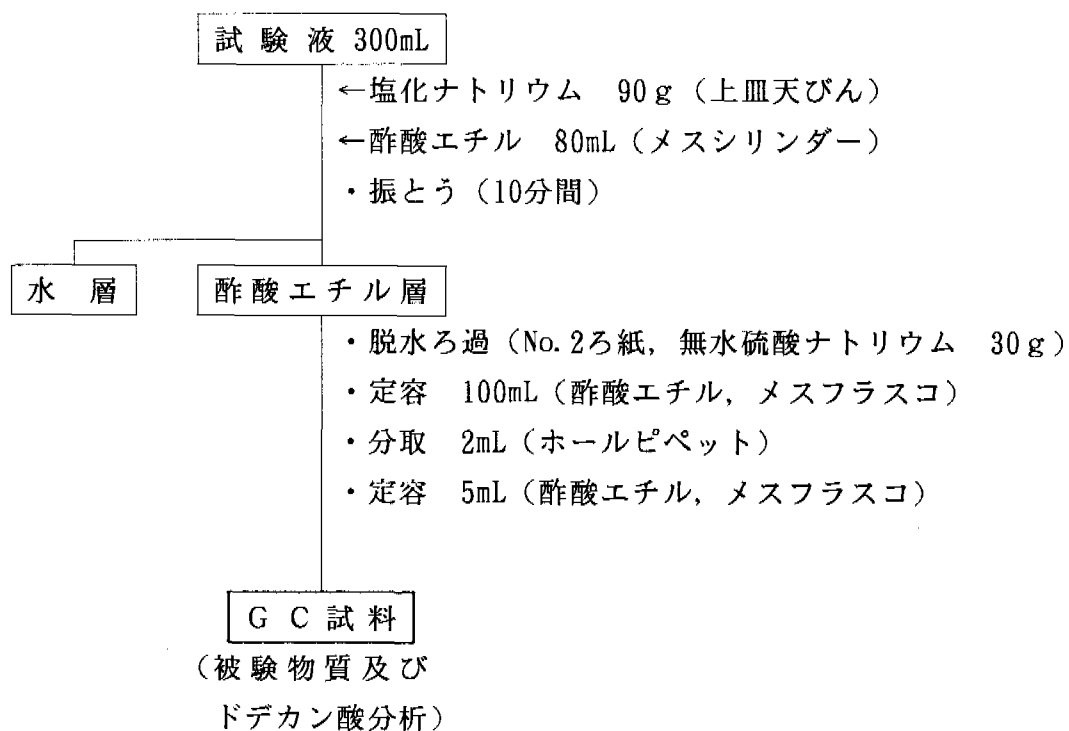 試験液 300mL
←塩化ナトリウム 90g(上皿天びん)
←酢酸エチル 80mL(メスシリンダー)
・振とう(10分間)
水層
酢酸エチル層
・脱水ろ過(No.2ろ紙, 無水硫酸ナトリウム 30g)
・定容 100mL(酢酸エチル, メスフラスコ)
・分取 2mL(ホールピペット)
・定容 5mL(酢酸エチル, メスフラスコ)
GC試料
(被験物質及び
ドデカン酸分析)